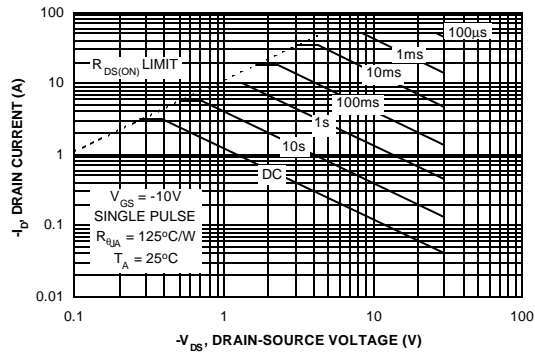 100
10
1
0.1
0.01
-I_D, DRAIN CURRENT (A)
R_DS(ON) LIMIT
100µs
1ms
10ms
100ms
1s
10s
DC
V_GS = -10V
SINGLE PULSE
R_θJA = 125°C/W
T_A = 25°C
0.1
1
10
100
-V_DS, DRAIN-SOURCE VOLTAGE (V)